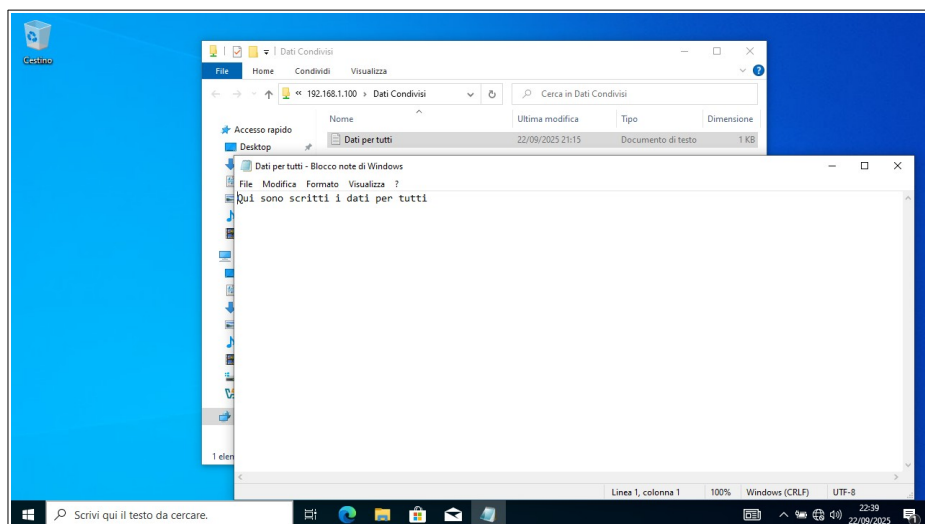 Gestino
Dati Condivisi
File Home Condividi Visualizza
« 192.168.1.100 › Dati Condivisi
Cerca in Dati Condivisi
Nome Ultima modifica Tipo Dimensione
Accesso rapido
Dati per tutti 22/09/2025 21:15 Documento di testo 1 KB
Desktop
Dati per tutti - Blocco note di Windows
File Modifica Formato Visualizza ?
Qui sono scritti i dati per tutti
1 elen
Linea 1, colonna 1 100% Windows (CRLF) UTF-8
Scrivi qui il testo da cercare.
22:39
22/09/2025